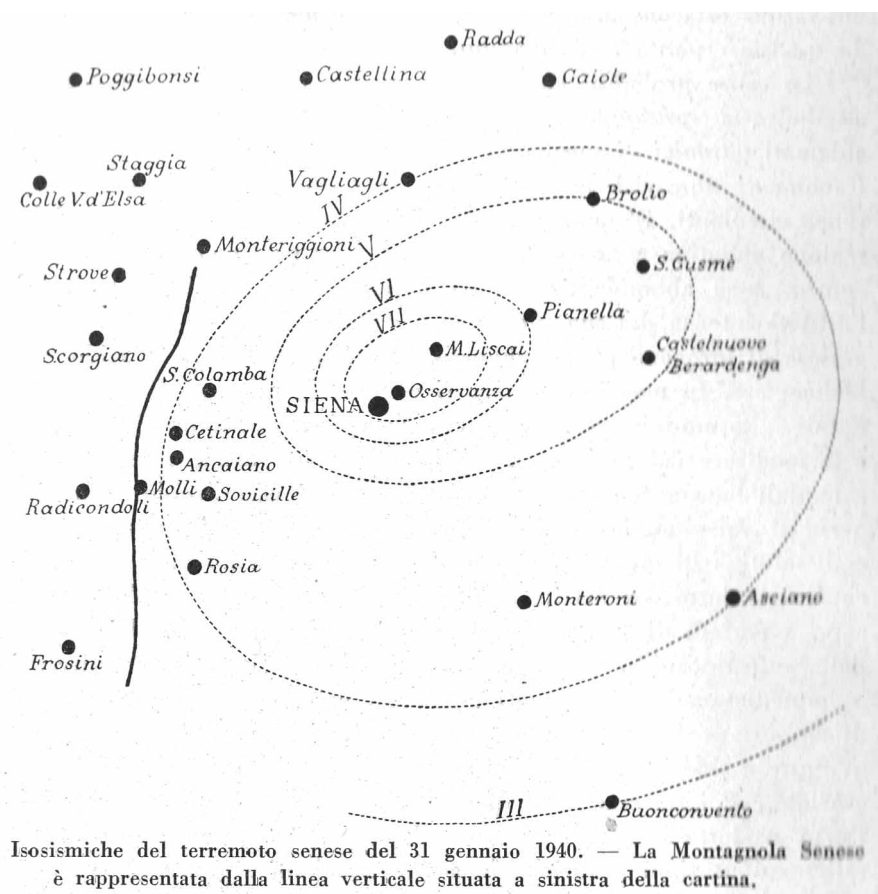 Radda
Poggibonsi
Castellina
Gaiole
Staggia
Vagliagli
Colle V. d'Elsa
IV
Brolio
Monteriggioni
V
Strove
S. Gusmè
VI
Pianella
VII
Scorgiano
M. Liscai
Castelnuovo
Berardenga
S. Colomba
Osservanza
SIENA
Cetinale
Ancaiano
Molli
Sovicille
Radicondoli
Rosia
Monteroni
Asciano
Frosini
III
Buonconvento
Isosismiche del terremoto senese del 31 gennaio 1940. — La Montagnola Senese
è rappresentata dalla linea verticale situata a sinistra della cartina.